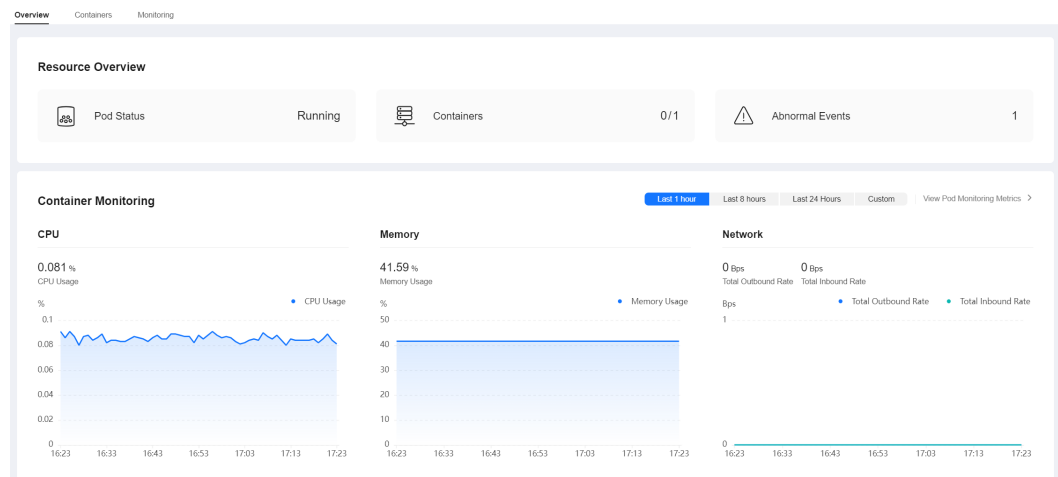 Overview Containers Monitoring
Resource Overview
Pod Status Running Containers 0/1 Abnormal Events 1
Container Monitoring Last 1 hour Last 8 hours Last 24 Hours Custom View Pod Monitoring Metrics >
CPU Memory Network
0.081 % 41.59 % 0 Bps 0 Bps
CPU Usage Memory Usage Total Outbound Rate Total Inbound Rate
% CPU Usage % Memory Usage Bps Total Outbound Rate Total Inbound Rate
0.1 50 1
0.08 40
0.06 30
0.04 20
0.02 10
0 0 0
16:23 16:33 16:43 16:53 17:03 17:13 17:23 16:23 16:33 16:43 16:53 17:03 17:13 17:23 16:23 16:33 16:43 16:53 17:03 17:13 17:23